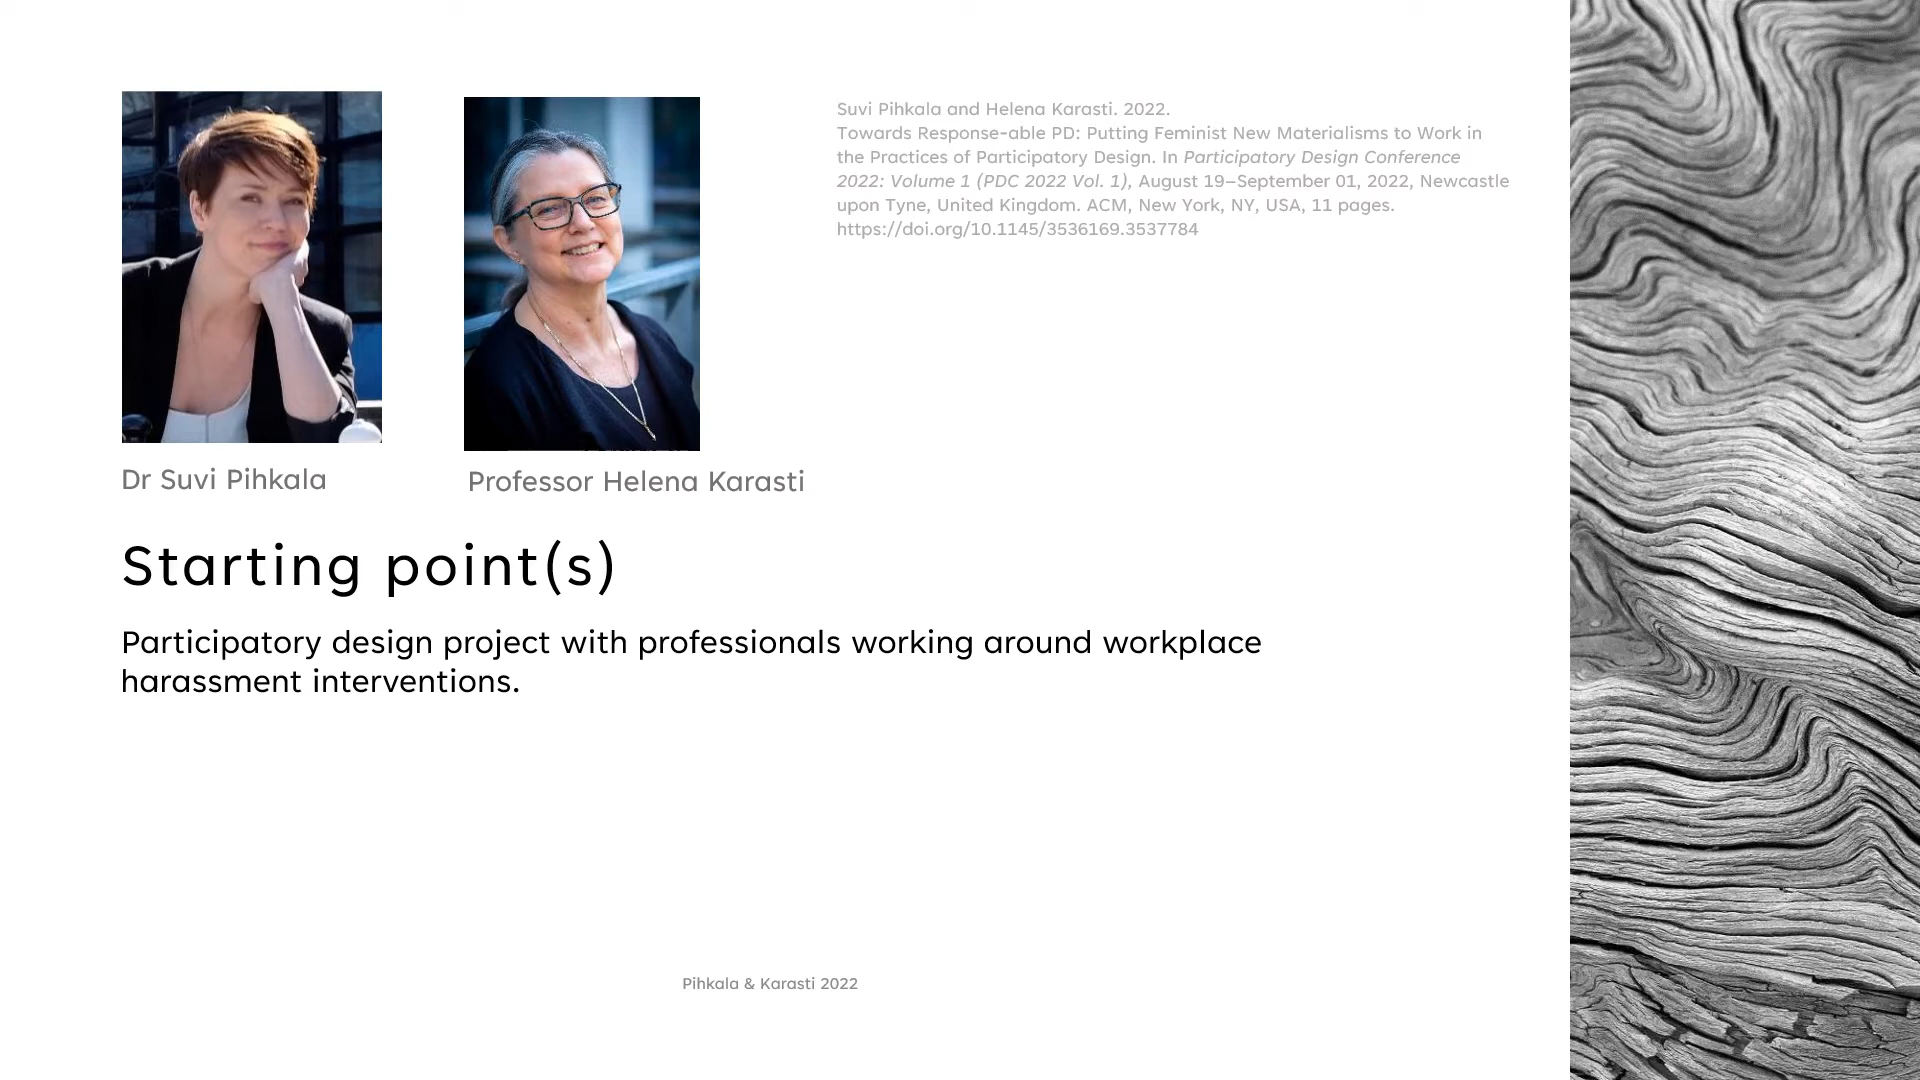 Suvi Pihkala and Helena Karasti. 2022.
Towards Response-able PD: Putting Feminist New Materialisms to Work in
the Practices of Participatory Design. In Participatory Design Conference
2022: Volume 1 (PDC 2022 Vol. 1), August 19–September 01, 2022, Newcastle
upon Tyne, United Kingdom. ACM, New York, NY, USA, 11 pages.
https://doi.org/10.1145/3536169.3537784
Dr Suvi Pihkala
Professor Helena Karasti
Starting point(s)
Participatory design project with professionals working around workplace
harassment interventions.
Pihkala & Karasti 2022